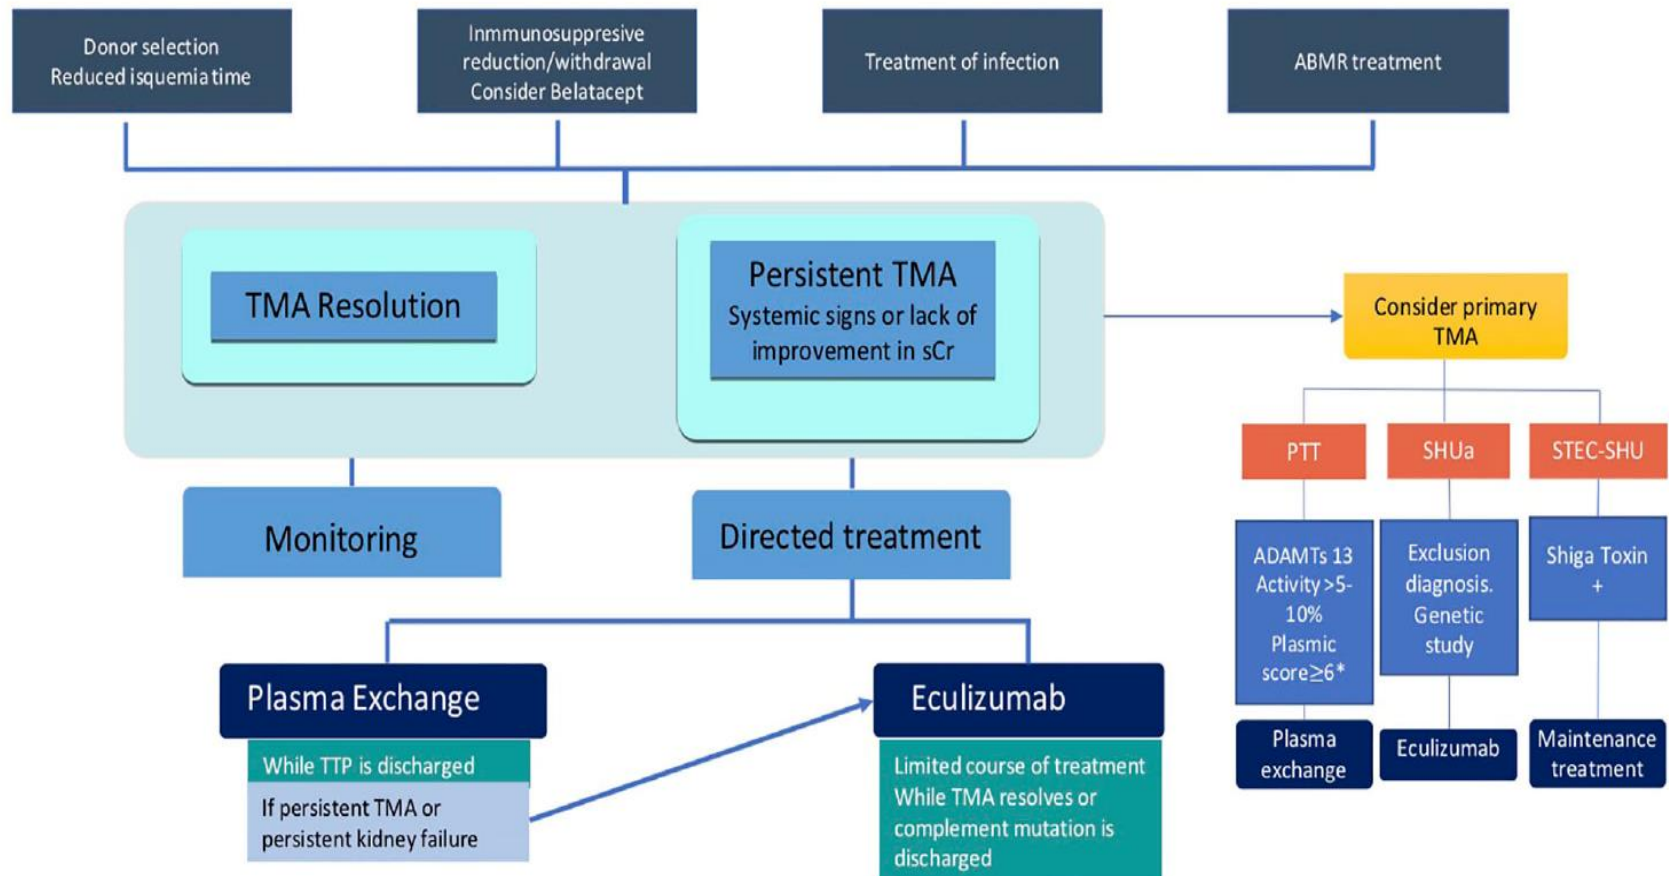 Donor selection
Reduced isquemia time
Inmmunosuppresive
reduction/withdrawal
Consider Belatacept
Treatment of infection
ABMR treatment
TMA Resolution
Persistent TMA
Systemic signs or lack of
improvement in sCr
Consider primary
TMA
PTT
SHUa
STEC-SHU
Monitoring
Directed treatment
ADAMTs 13
Activity >5-
10%
Plasmic
score≥6*
Exclusion
diagnosis.
Genetic
study
Shiga Toxin
+
Plasma Exchange
While TTP is discharged
If persistent TMA or
persistent kidney failure
Eculizumab
Limited course of treatment
While TMA resolves or
complement mutation is
discharged
Plasma
exchange
Eculizumab
Maintenance
treatment